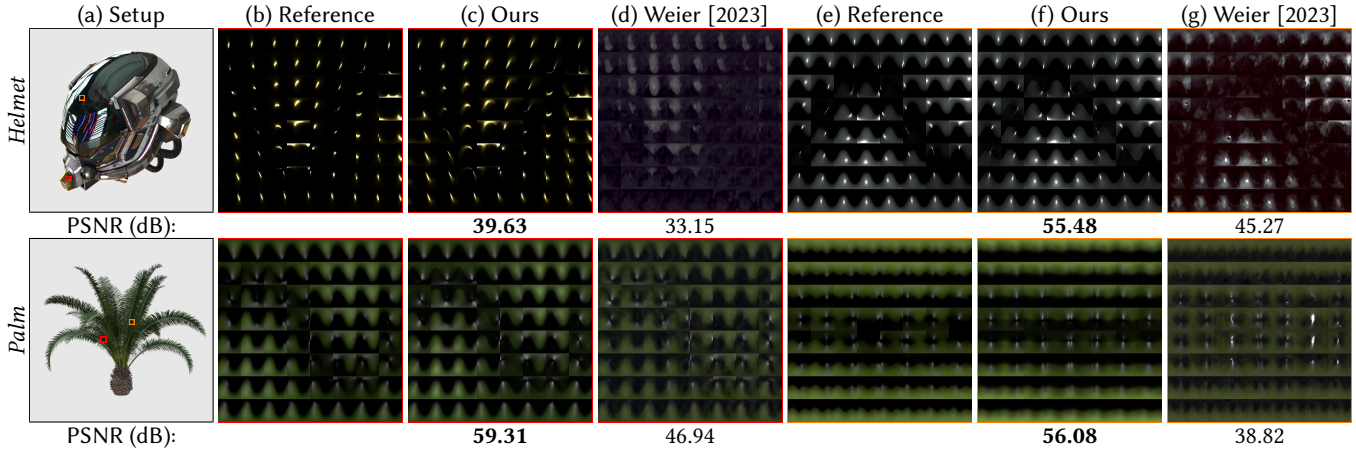 (a) Setup (b) Reference (c) Ours (d) Weier [2023] (e) Reference (f) Ours (g) Weier [2023]
Helmet
PSNR (dB): 39.63 33.15 55.48 45.27
Palm
PSNR (dB): 59.31 46.94 56.08 38.82